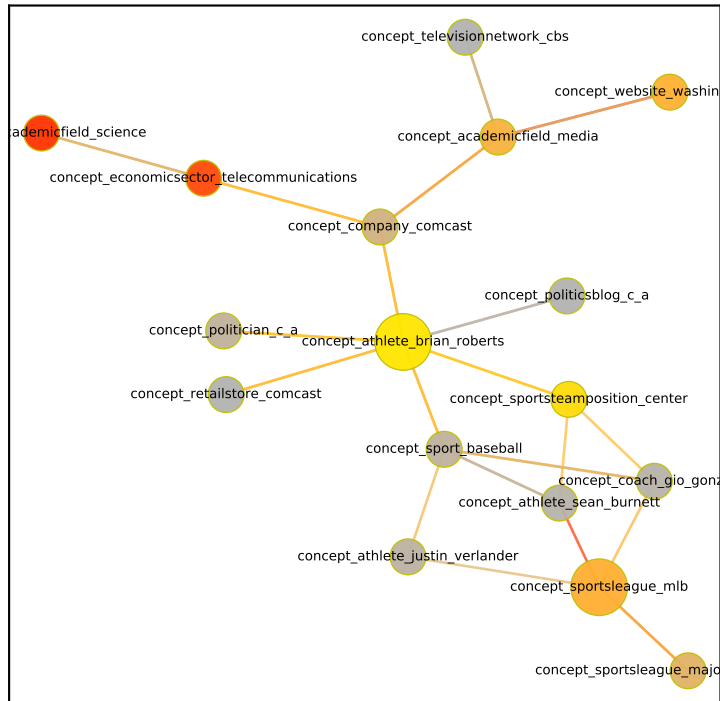 concept_televisionnetwork_cbs
concept_website_washin
cademicfield_science
concept_academicfield_media
concept_economicsector_telecommunications
concept_company_comcast
concept_politicsblog_c_a
concept_politician_c_a
concept_athlete_brian_roberts
concept_retailstore_comcast
concept_sportsteamposition_center
concept_sport_baseball
concept_coach_gio_gonz
concept_athlete_sean_burnett
concept_athlete_justin_verlander
concept_sportsleague_mlb
concept_sportsleague_majo